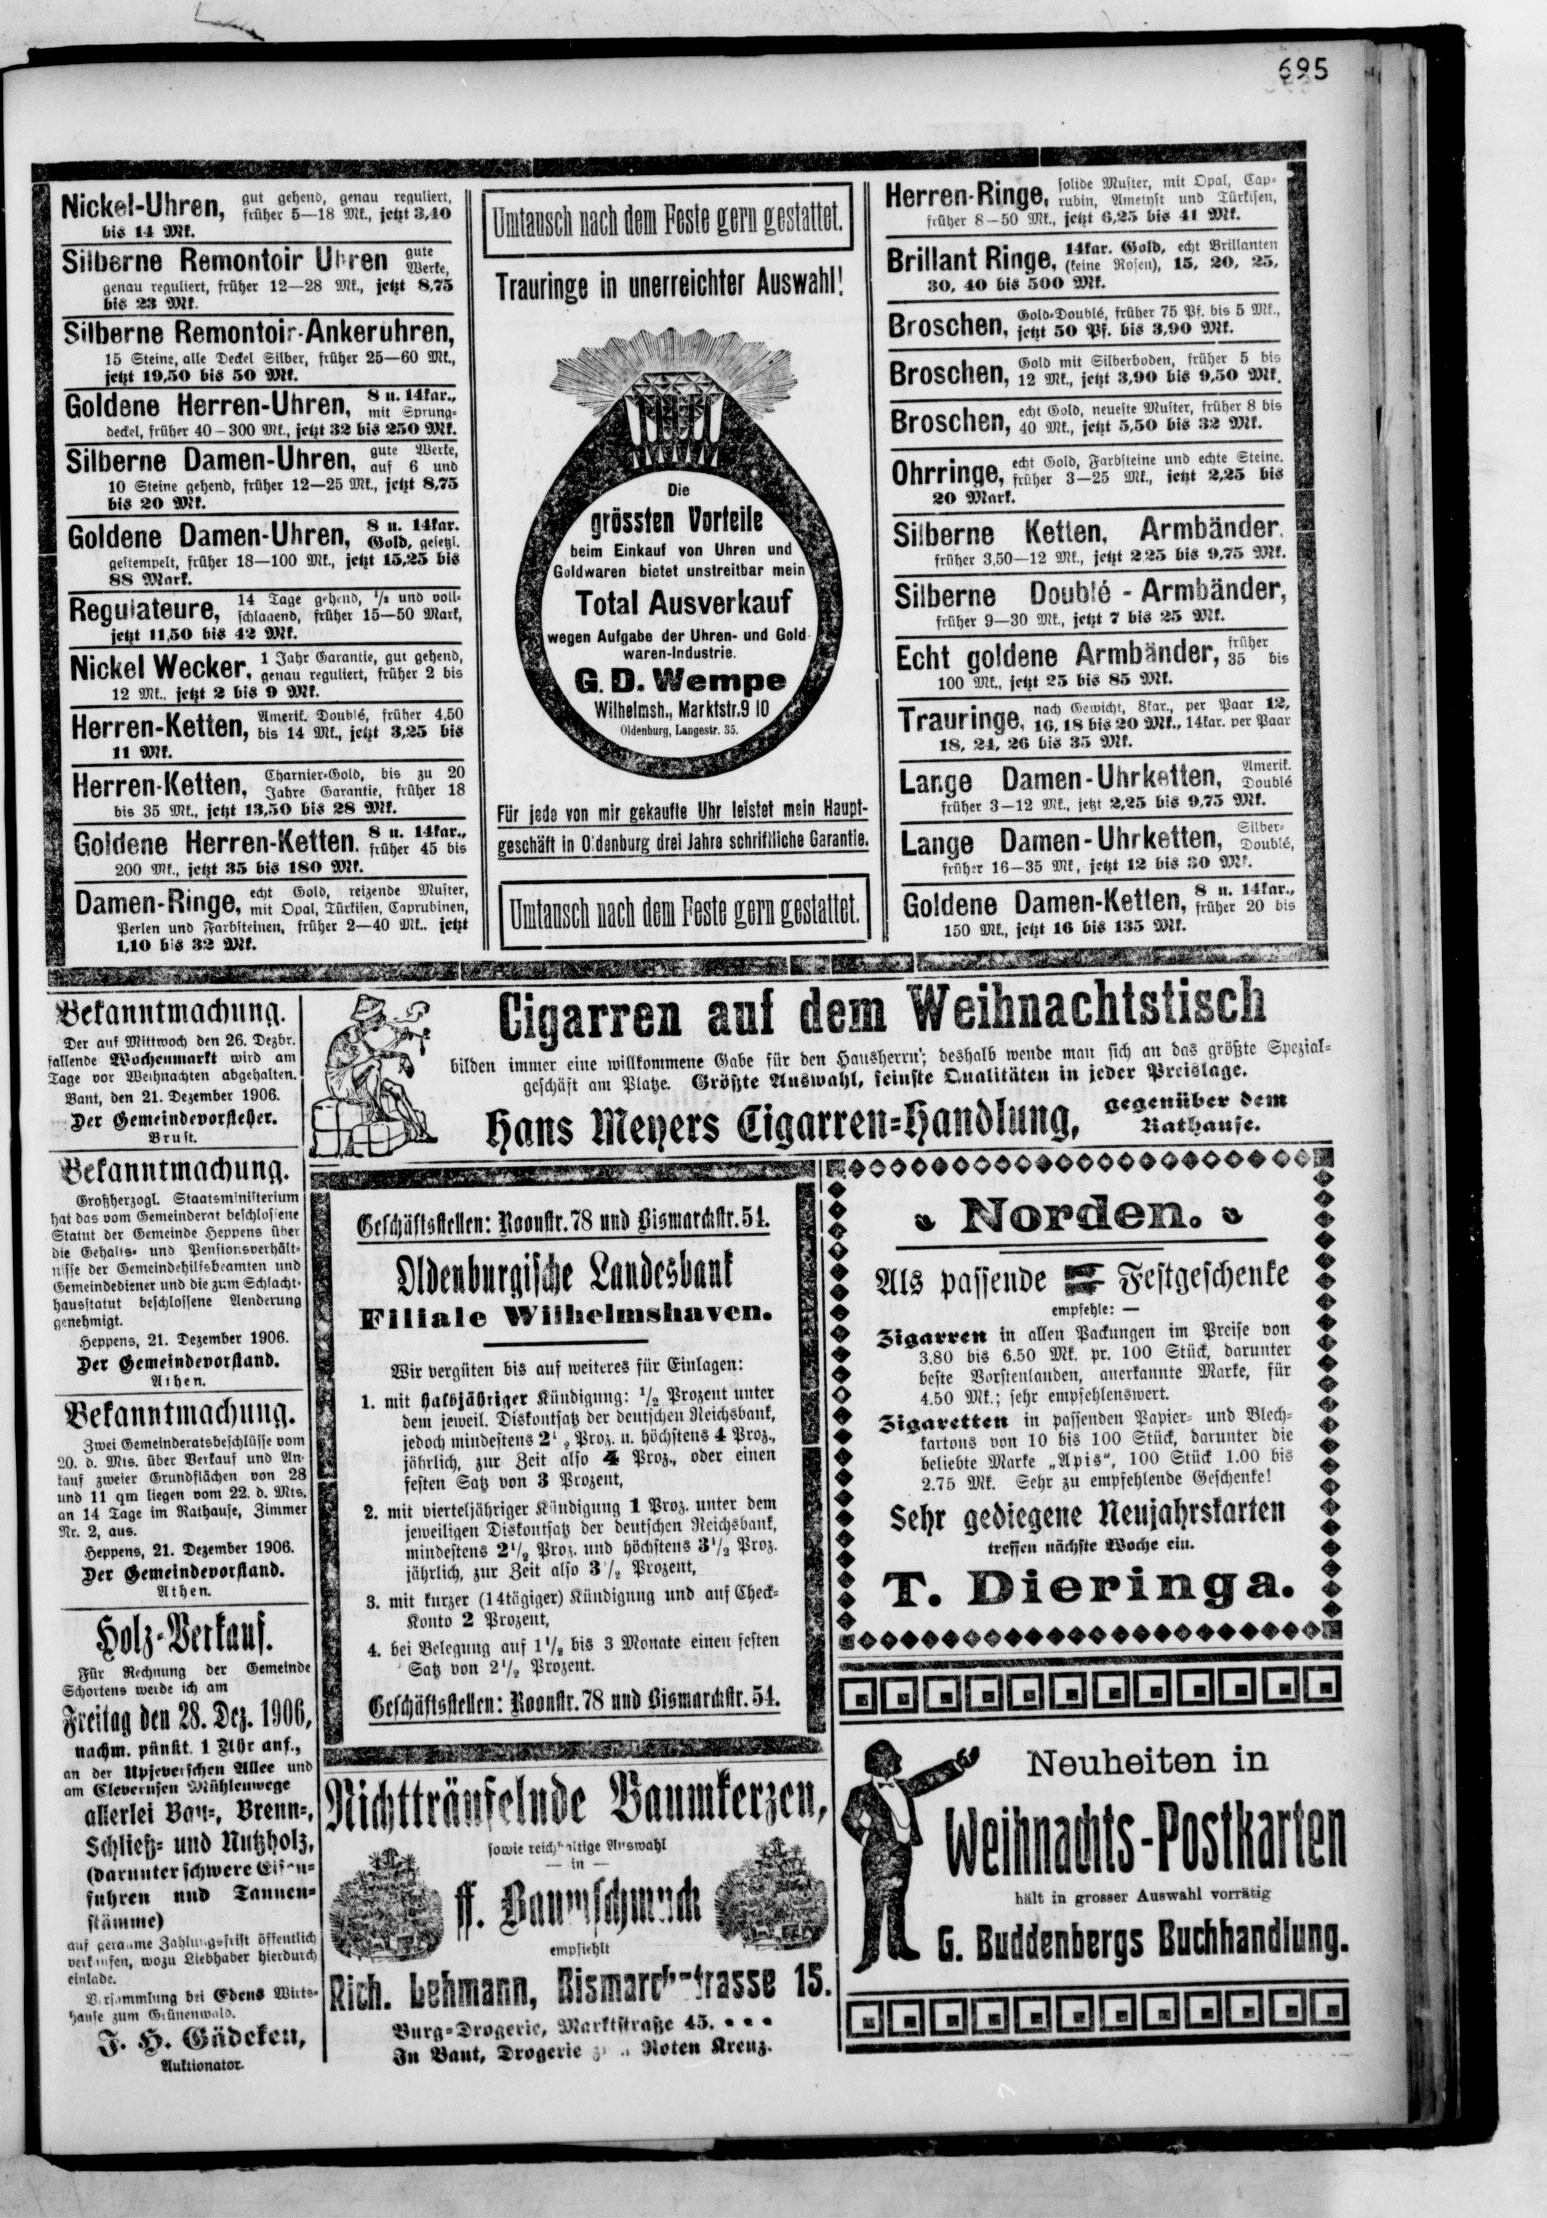 695
Nickel-Uhren, gut gehend, genau reguliert,
früher 5—18 Mk., jetzt 3,40
bis 14 Mk.
Silberne Remontoir Uhren gute
Werke,
genau reguliert, früher 12—28 Mk., jetzt 8,75
bis 23 Mk.
Silberne Remontoir-Ankeruhren,
15 Steine, alle Deckel Silber, früher 25—60 Mk.,
jetzt 19,50 bis 50 Mk.
Goldene Herren-Uhren, 8 u. 14kar.,
mit Sprung-
deckel, früher 40—300 Mk., jetzt 32 bis 250 Mk.
Silberne Damen-Uhren, gute Werke,
auf 6 und
10 Steine gehend, früher 12—25 Mk., jetzt 8,75
bis 20 Mk.
Goldene Damen-Uhren, 8 u. 14kar.
Gold, gesetzl.
gestempelt, früher 18—100 Mk., jetzt 15,25 bis
88 Mark.
Regulateure, 14 Tage gehend, 1/2 und voll-
schlagend, früher 15—50 Mark,
jetzt 11,50 bis 42 Mk.
Nickel Wecker, 1 Jahr Garantie, gut gehend,
genau reguliert, früher 2 bis
12 Mk., jetzt 2 bis 9 Mk.
Herren-Ketten, Amerik. Doublé, früher 4,50
bis 14 Mk., jetzt 3,25 bis
11 Mk.
Herren-Ketten, Charnier-Gold, bis zu 20
Jahre Garantie, früher 18
bis 35 Mk., jetzt 13,50 bis 28 Mk.
Goldene Herren-Ketten. 8 u. 14kar.,
früher 45 bis
200 Mk., jetzt 35 bis 180 Mk.
Damen-Ringe, echt Gold, reizende Muster,
mit Opal, Türkisen, Caprubinen,
Perlen und Farbsteinen, früher 2—40 Mk.. jetzt
1,10 bis 32 Mk.
Umtausch nach dem Feste gern gestattet.
Trauringe in unerreichter Auswahl!
Die
grössten Vorteile
beim Einkauf von Uhren und
Goldwaren bietet unstreitbar mein
Total Ausverkauf
wegen Aufgabe der Uhren- und Gold-
waren-Industrie.
G. D. Wempe
Wilhelmsh., Marktstr. 9 10
Oldenburg, Langestr. 35.
Für jede von mir gekaufte Uhr leistet mein Haupt-
geschäft in Oldenburg drei Jahre schriftliche Garantie.
Umtausch nach dem Feste gern gestattet.
Herren-Ringe, solide Muster, mit Opal, Cap-
rubin, Ametyst und Türkisen,
früher 8—50 Mk., jetzt 6,25 bis 41 Mk.
Brillant Ringe, 14kar. Gold, echt Brillanten
(keine Rosen), 15, 20, 25,
30, 40 bis 500 Mk.
Broschen, Gold-Doublé, früher 75 Pf. bis 5 Mk.,
jetzt 50 Pf. bis 3,90 Mk.
Broschen, Gold mit Silberboden, früher 5 bis
12 Mk., jetzt 3,90 bis 9,50 Mk.
Broschen, echt Gold, neueste Muster, früher 8 bis
40 Mk., jetzt 5,50 bis 32 Mk.
Ohrringe, echt Gold, Farbsteine und echte Steine.
früher 3—25 Mk., jetzt 2,25 bis
20 Mark.
Silberne Ketten, Armbänder,
früher 3,50—12 Mk., jetzt 2,25 bis 9,75 Mk.
Silberne Doublé - Armbänder,
früher 9—30 Mk., jetzt 7 bis 25 Mk.
Echt goldene Armbänder, früher
35 bis
100 Mk., jetzt 25 bis 85 Mk.
Trauringe, nach Gewicht, 8kar., per Paar 12,
16, 18 bis 20 Mk., 14kar. per Paar
18, 24, 26 bis 35 Mk.
Lange Damen-Uhrketten, Amerik.
Doublé
früher 3—12 Mk., jetzt 2,25 bis 9,75 Mk.
Lange Damen-Uhrketten, Silber-
Doublé,
früher 16—35 Mk, jetzt 12 bis 30 Mk.
Goldene Damen-Ketten, 8 u. 14kar.,
früher 20 bis
150 Mk., jetzt 16 bis 135 Mk.
Bekanntmachung.
Der auf Mittwoch den 26. Dezbr.
fallende Wochenmarkt wird am
Tage vor Weihnachten abgehalten.
Bant, den 21. Dezember 1906.
Der Gemeindevorsteher.
Brust.
Bekanntmachung.
Großherzogl. Staatsministerium
hat das vom Gemeinderat beschlossene
Statut der Gemeinde Heppens über
die Gehalts- und Pensionsverhält-
nisse der Gemeindehilfsbeamten und
Gemeindediener und die zum Schlacht-
hausstatut beschlossene Aenderung
genehmigt.
Heppens, 21. Dezember 1906.
Der Gemeindevorstand.
Athen.
Bekanntmachung.
Zwei Gemeinderatsbeschlüsse vom
20. d. Mts. über Verkauf und An-
kauf zweier Grundflächen von 28
und 11 qm liegen vom 22. d. Mts.
an 14 Tage im Rathause, Zimmer
Nr. 2, aus.
Heppens, 21. Dezember 1906.
Der Gemeindevorstand.
Athen.
Holz-Verkauf.
Für Rechnung der Gemeinde
Schortens werde ich am
Freitag den 28. Dez. 1906,
nachm. pünkt. 1 Uhr anf.,
an der Upjeverschen Allee und
am Clevernsen Mühlenwege
allerlei Bau-, Brenn-,
Schließ- und Nutzholz,
(darunter schwere Eisen-
fuhren und Tannen-
stämme)
auf geraume Zahlungsfrist öffentlich
verkaufen, wozu Liebhaber hierdurch
einlade.
Versammlung bei Edens Wirts-
hause zum Grünenwald.
J. H. Gädeken,
Auktionator.
Cigarren auf dem Weihnachtstisch
bilden immer eine willkommene Gabe für den Hausherrn; deshalb wende man sich an das größte Spezial-
geschäft am Platze. Größte Auswahl, feinste Qualitäten in jeder Preislage.
Hans Meyers Cigarren-Handlung, gegenüber dem
Rathause.
Geschäftsstellen: Roonstr. 78 und Bismarckstr. 54.
Oldenburgische Landesbank
Filiale Wilhelmshaven.
Wir vergüten bis auf weiteres für Einlagen:
1. mit halbjähriger Kündigung: 1/2 Prozent unter
dem jeweil. Diskontsatz der deutschen Reichsbank,
jedoch mindestens 2 1/2 Proz. u. höchstens 4 Proz.,
jährlich, zur Zeit also 4 Proz., oder einen
festen Satz von 3 Prozent,
2. mit vierteljähriger Kündigung 1 Proz. unter dem
jeweiligen Diskontsatz der deutschen Reichsbank,
mindestens 2 1/2 Proz. und höchstens 3 1/2 Proz.
jährlich, zur Zeit also 3 1/2 Prozent,
3. mit kurzer (14tägiger) Kündigung und auf Check-
Konto 2 Prozent,
4. bei Belegung auf 1 1/2 bis 3 Monate einen festen
Satz von 2 1/2 Prozent.
Geschäftsstellen: Roonstr. 78 und Bismarckstr. 54.
Nichtträufelnde Baumkerzen,
sowie reichhaltige Auswahl
— in —
ff. Baumschmuck
empfiehlt
Rich. Lehmann, Bismarckstrasse 15.
Burg-Drogerie, Marktstraße 45.
In Bant, Drogerie zum Roten Kreuz.
Norden.
Als passende Festgeschenke
empfehle: —
Zigarren in allen Packungen im Preise von
3.80 bis 6.50 Mk. pr. 100 Stück, darunter
beste Vorstenlanden, anerkannte Marke, für
4.50 Mk.; sehr empfehlenswert.
Zigaretten in passenden Papier- und Blech-
kartons von 10 bis 100 Stück, darunter die
beliebte Marke „Apis“, 100 Stück 1.00 bis
2.75 Mk. Sehr zu empfehlende Geschenke!
Sehr gediegene Neujahrskarten
treffen nächste Woche ein.
T. Dieringa.
Neuheiten in
Weihnachts-Postkarten
hält in grosser Auswahl vorrätig
G. Buddenbergs Buchhandlung.